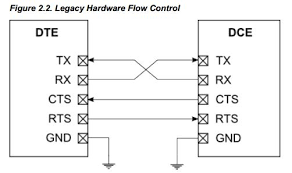 Figure 2.2. Legacy Hardware Flow Control
DTE
DCE
TX
TX
RX
RX
CTS
CTS
RTS
RTS
GND
GND